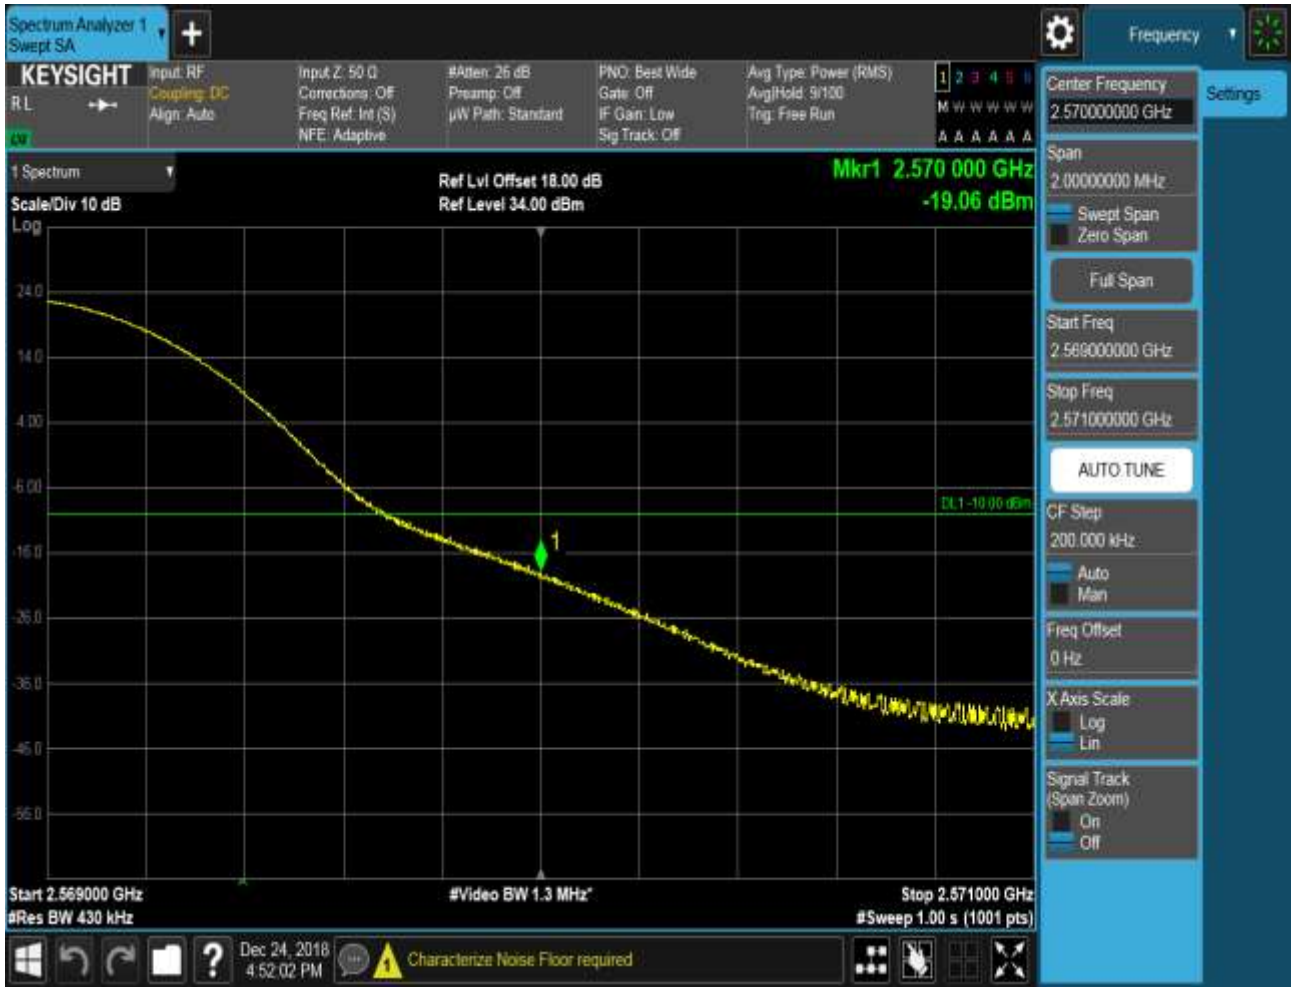 Spectrum Analyzer 1
Swept SA
+
Frequency
KEYSIGHT
RL
Input: RF
Coupling: DC
Align: Auto
Input Z: 50 Ω
Corrections: Off
Freq Ref: Int (S)
NFE: Adaptive
#Atten: 26 dB
Preamp: Off
µW Path: Standard
PNO: Best Wide
Gate: Off
IF Gain: Low
Sig Track: Off
Avg Type: Power (RMS)
Avg|Hold: 9/100
Trig: Free Run
1 2 3 4 5 6
M W W W W W
A A A A A A
1 Spectrum
Scale/Div 10 dB
Log
Ref Lvl Offset 18.00 dB
Ref Level 34.00 dBm
Mkr1 2.570 000 GHz
-19.06 dBm
24.0
14.0
4.00
-6.00
-16.0
-26.0
-36.0
-46.0
-56.0
DL1 -10.00 dBm
1
Start 2.569000 GHz
#Res BW 430 kHz
#Video BW 1.3 MHz*
Stop 2.571000 GHz
#Sweep 1.00 s (1001 pts)
Center Frequency
2.570000000 GHz
Settings
Span
2.00000000 MHz
Swept Span
Zero Span
Full Span
Start Freq
2.569000000 GHz
Stop Freq
2.571000000 GHz
AUTO TUNE
CF Step
200.000 kHz
Auto
Man
Freq Offset
0 Hz
X Axis Scale
Log
Lin
Signal Track
(Span Zoom)
On
Off
?
Dec 24, 2018
4:52:02 PM
1
Characterize Noise Floor required